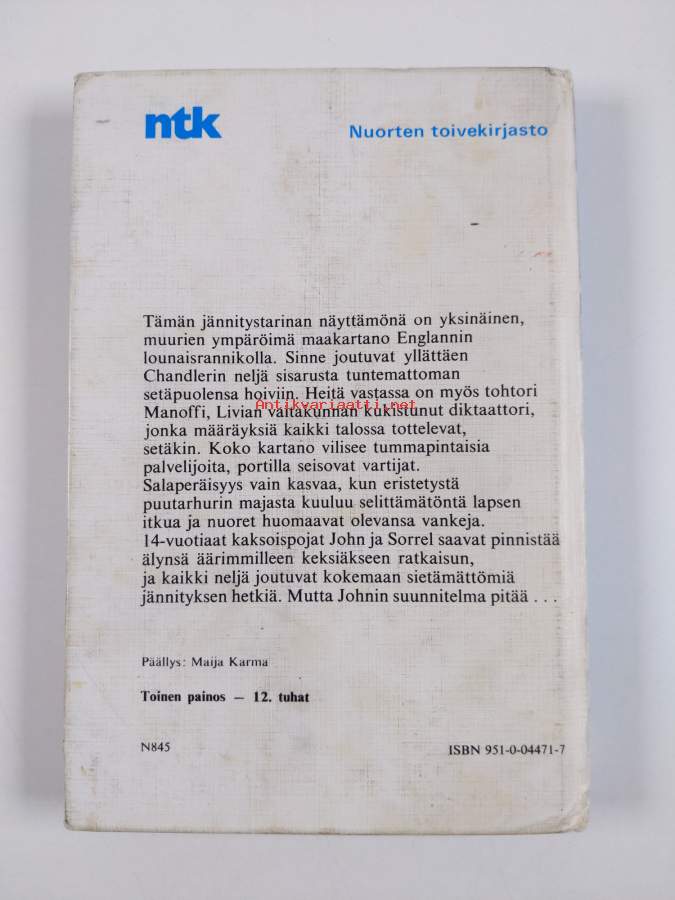 ntk
Nuorten toivekirjasto
Tämän jännitystarinan näyttämönä on yksinäinen,
muurien ympäröimä maakartano Englannin
lounaisrannikolla. Sinne joutuvat yllättäen
Chandlerin neljä sisarusta tuntemattoman
setäpuolensa hoiviin. Heitä vastassa on myös tohtori
Antikvariaatti.net
Manoffi, Livian valtakunnan kukistunut diktaattori,
jonka määräyksiä kaikki talossa tottelevat,
setäkin. Koko kartano vilisee tummapintaisia
palvelijoita, portilla seisovat vartijat.
Salaperäisyys vain kasvaa, kun eristetystä
puutarhurin majasta kuuluu selittämätöntä lapsen
itkua ja nuoret huomaavat olevansa vankeja.
14-vuotiaat kaksoispojat John ja Sorrel saavat pinnistää
älynsä äärimmilleen keksiäkseen ratkaisun,
ja kaikki neljä joutuvat kokemaan sietämättömiä
jännityksen hetkiä. Mutta Johnin suunnitelma pitää . . .
Päällys: Maija Karma
Toinen painos — 12. tuhat
N845
ISBN 951-0-04471-7